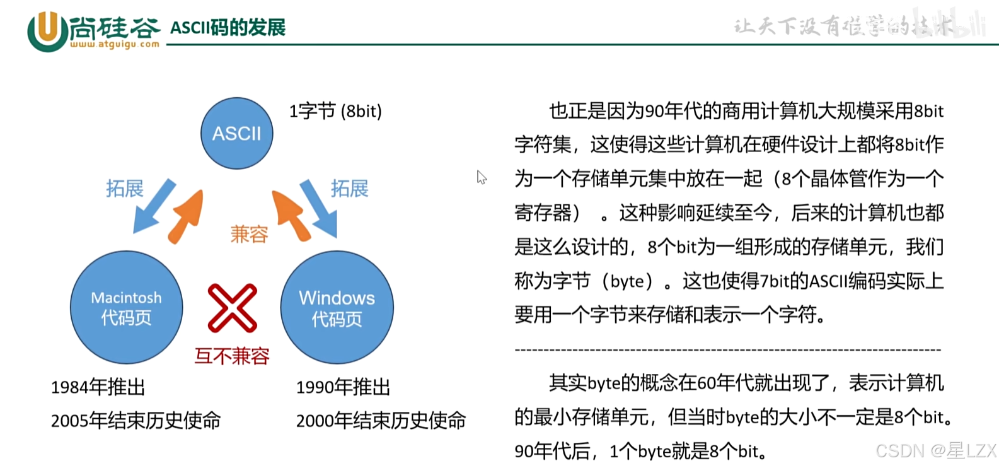 尚硅谷
www.atguigu.com
ASCII码的发展
让天下没有难学的技术
bilibili
ASCII
1字节 (8bit)
拓展
拓展
兼容
Macintosh
代码页
Windows
代码页
互不兼容
1984年推出
2005年结束历史使命
1990年推出
2000年结束历史使命
也正是因为90年代的商用计算机大规模采用8bit
字符集，这使得这些计算机在硬件设计上都将8bit作
为一个存储单元集中放在一起（8个晶体管作为一个
寄存器） 。这种影响延续至今，后来的计算机也都
是这么设计的，8个bit为一组形成的存储单元，我们
称为字节（byte）。这也使得7bit的ASCII编码实际上
要用一个字节来存储和表示一个字符。
--------------------------------------------------------------------------
其实byte的概念在60年代就出现了，表示计算机
的最小存储单元，但当时byte的大小不一定是8个bit。
90年代后，1个byte就是8个bit。
CSDN @星LZX